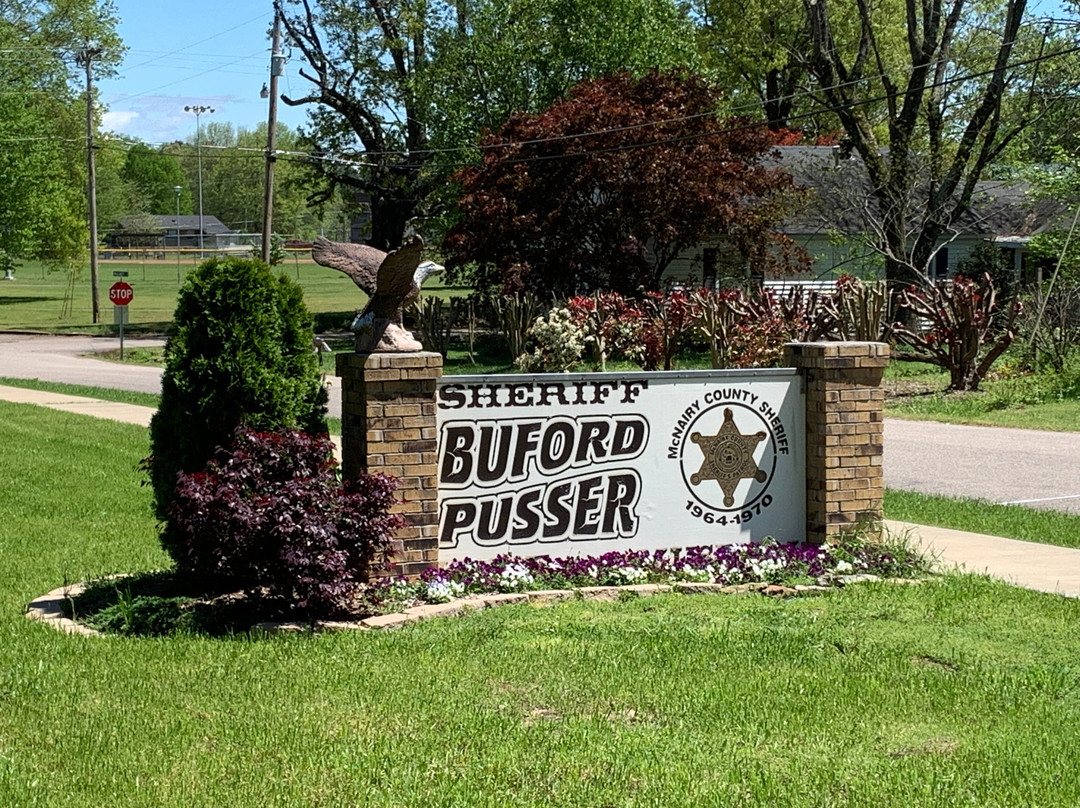 STOP
SHERIFF
BUFORD
PUSSER
McNAIRY COUNTY SHERIFF
1964-1970